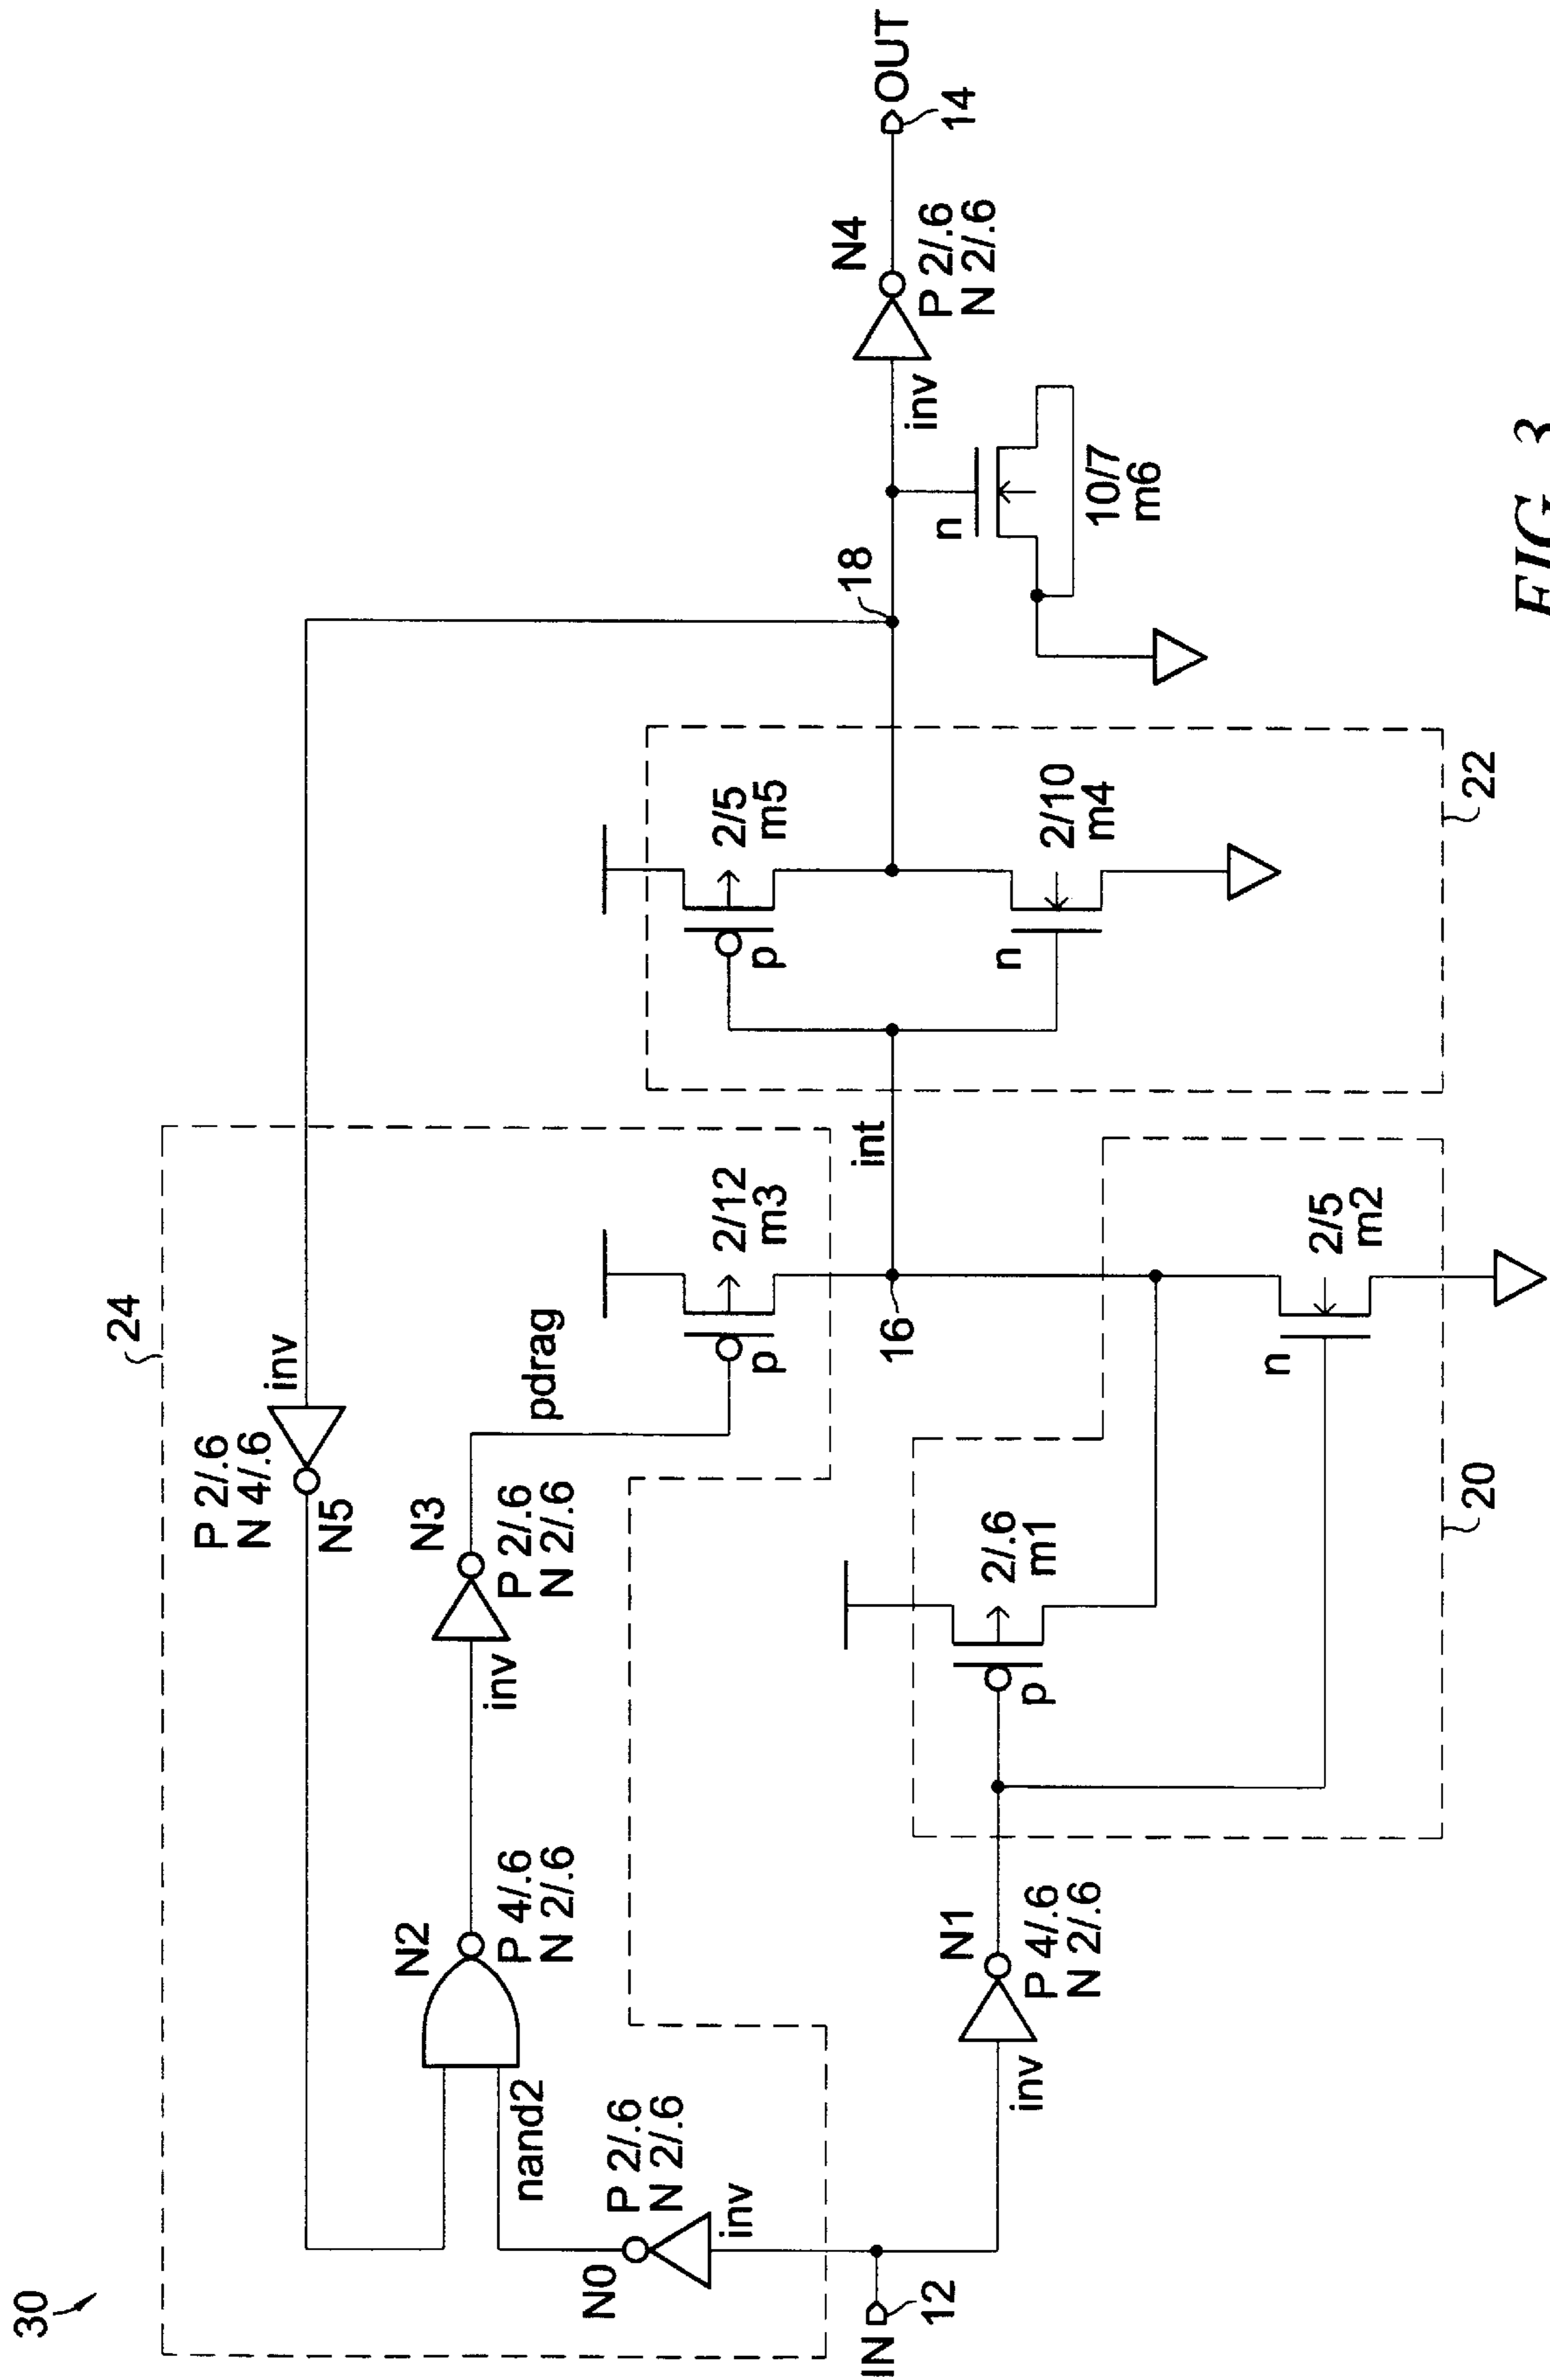 30
24
P 2/.6
N 4/.6
inv
N5
N2
P 4/.6
N 2/.6
nand2
N3
P 2/.6
N 2/.6
inv
pdrag
N0
P 2/.6
N 2/.6
inv
2/12
m3
p
int
16
18
2/5
m5
p
2/10
m4
n
22
IN
12
N1
P 4/.6
N 2/.6
inv
2/.6
m1
p
2/5
m2
n
20
n
10/7
m6
inv
N4
P 2/.6
N 2/.6
OUT
14
FIG. 3